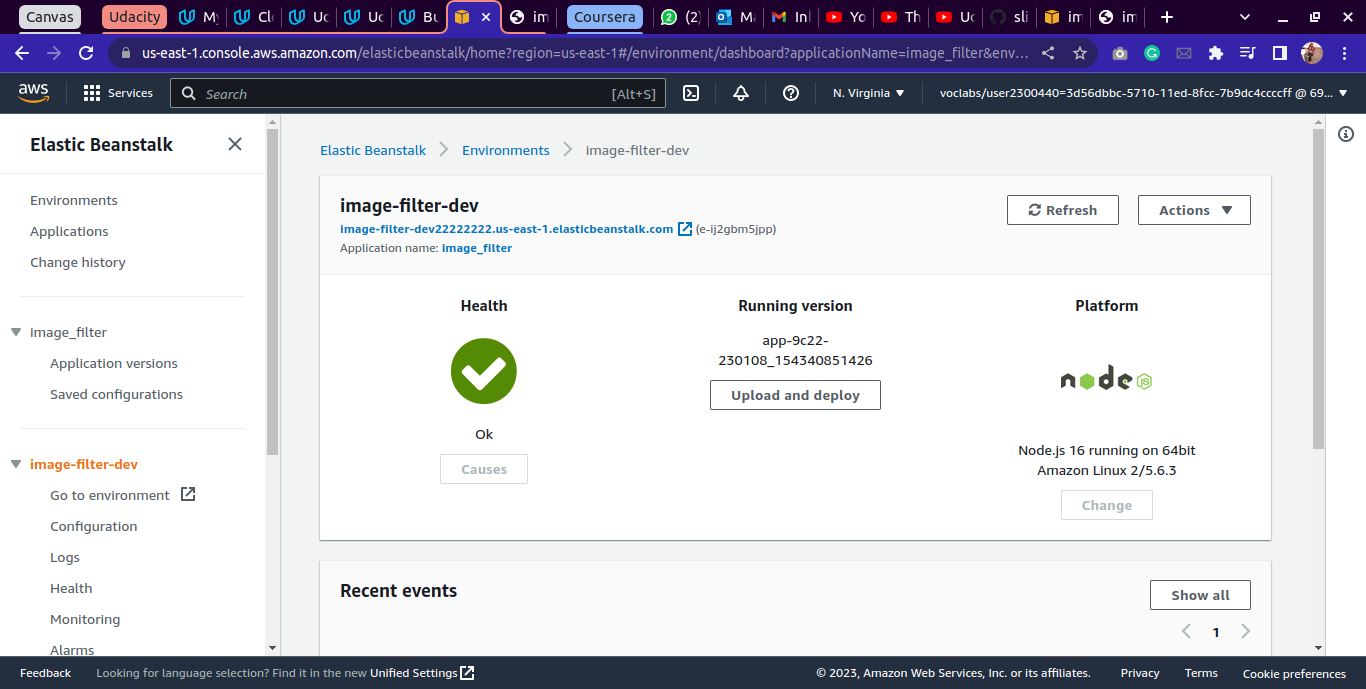 Canvas Udacity My Cl Uc Uc Bu im Coursera (2) Ma Inl Yo Th Uc sli im im
us-east-1.console.aws.amazon.com/elasticbeanstalk/home?region=us-east-1#/environment/dashboard?applicationName=image_filter&env...
aws Services Search [Alt+S] N. Virginia voclabs/user2300440=3d56dbbc-5710-11ed-8fcc-7b9dc4ccccff @ 69...
Elastic Beanstalk
Environments
Applications
Change history
image_filter
Application versions
Saved configurations
image-filter-dev
Go to environment
Configuration
Logs
Health
Monitoring
Alarms
Elastic Beanstalk Environments image-filter-dev
image-filter-dev
image-filter-dev22222222.us-east-1.elasticbeanstalk.com (e-ij2gbm5jpp)
Application name: image_filter
Refresh Actions
Health
Ok
Causes
Running version
app-9c22-
230108_154340851426
Upload and deploy
Platform
node JS
Node.js 16 running on 64bit
Amazon Linux 2/5.6.3
Change
Recent events
Show all
1
Feedback Looking for language selection? Find it in the new Unified Settings © 2023, Amazon Web Services, Inc. or its affiliates. Privacy Terms Cookie preferences